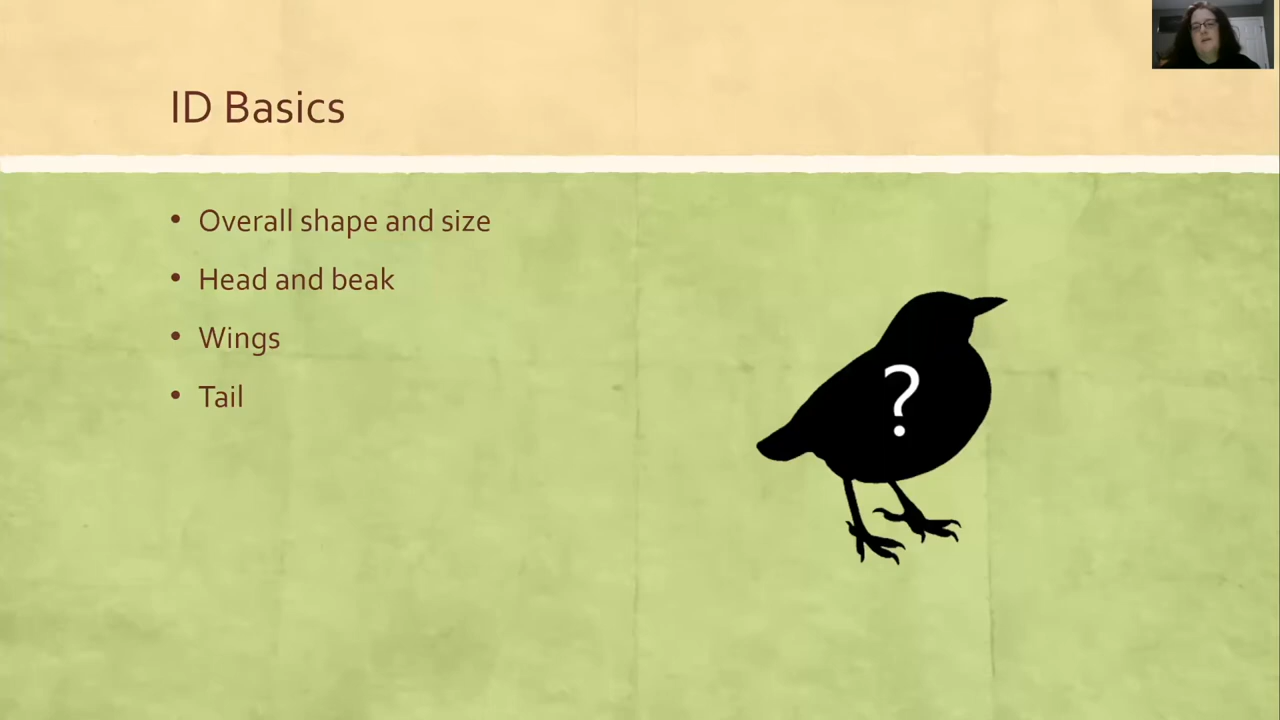 ID Basics
• Overall shape and size
• Head and beak
• Wings
• Tail
?